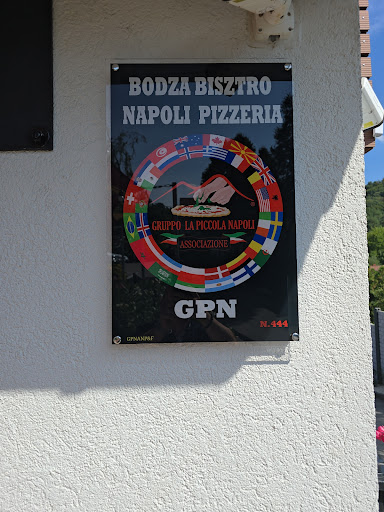 BODZA BISZTRO
NAPOLI PIZZERIA
GRUPPO LA PICCOLA NAPOLI
ASSOCIAZIONE
GPN
N. 444